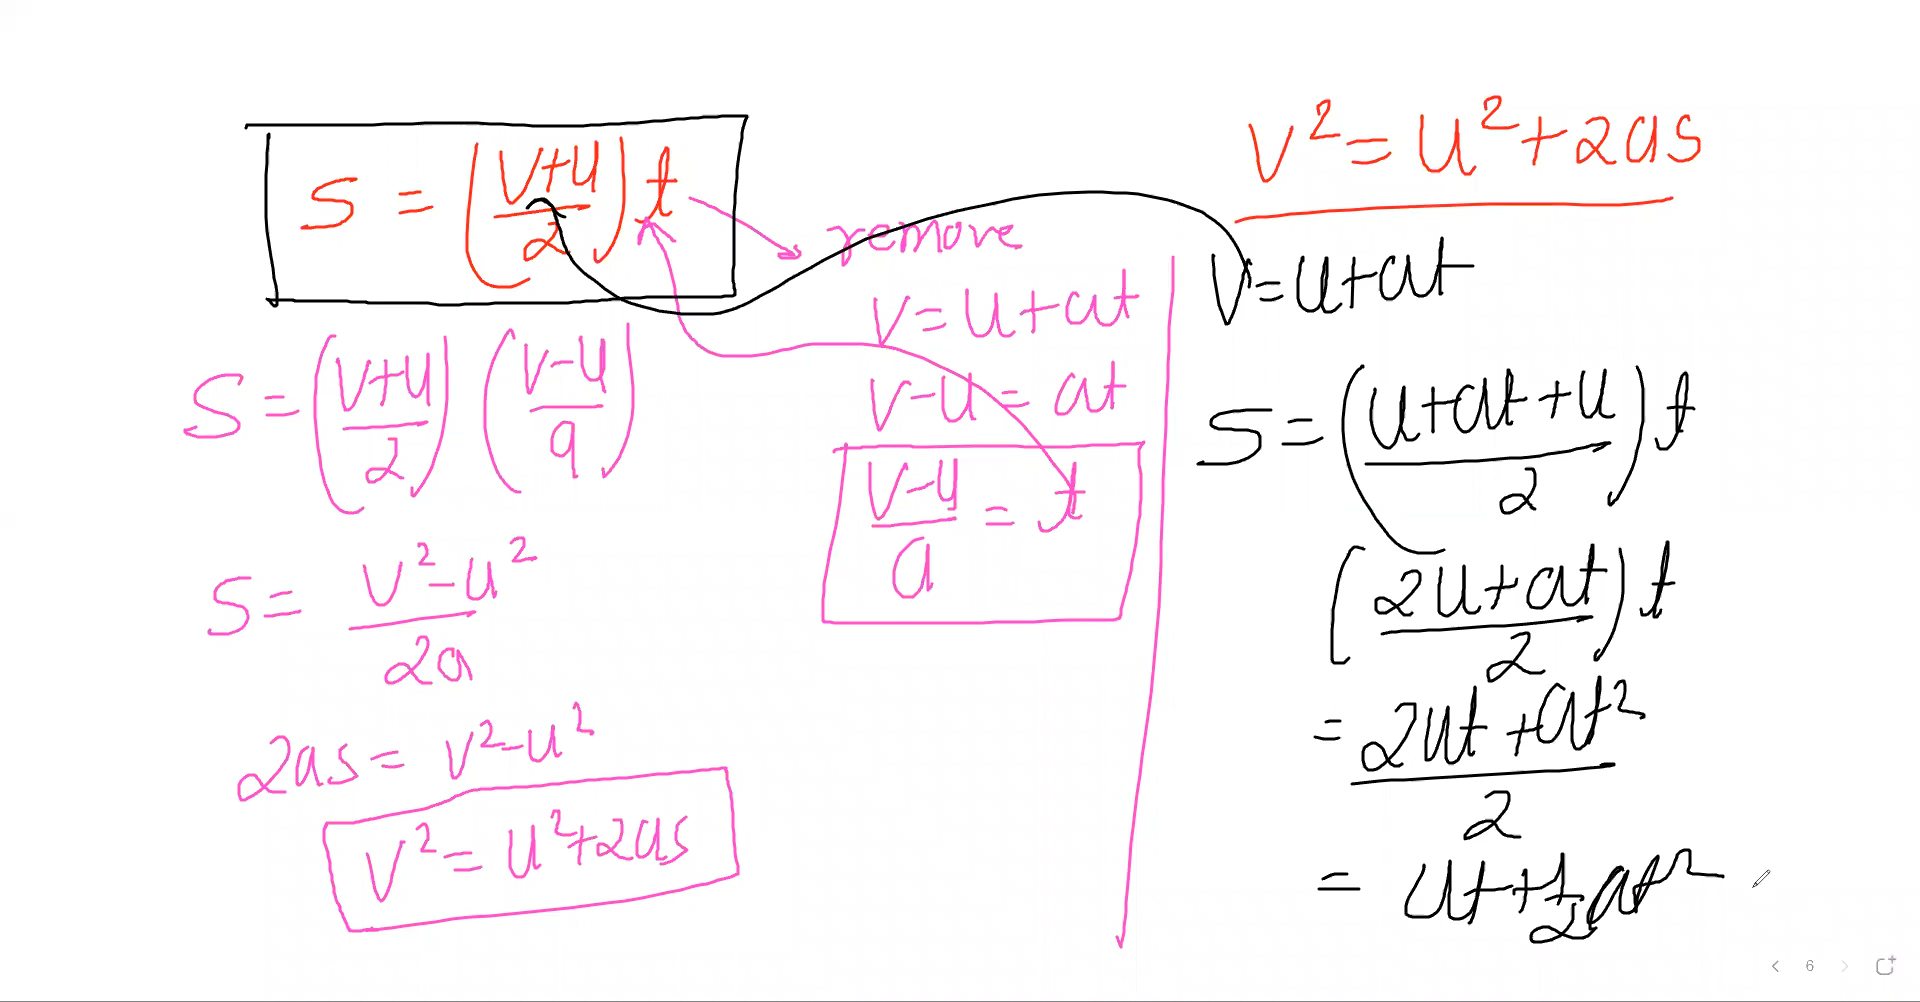 S = ((v+u)/2) t
remove
v = u + at
v-u = at
(v-u)/a = t
S = ((v+u)/2) ((v-u)/a)
S = (v²-u²)/2a
2as = v²-u²
v² = u²+2as
v² = u²+2as
v = u+at
S = ((u+at+u)/2) t
((2u+at)/2) t
= (2ut+at²)/2
= ut+½at²
6